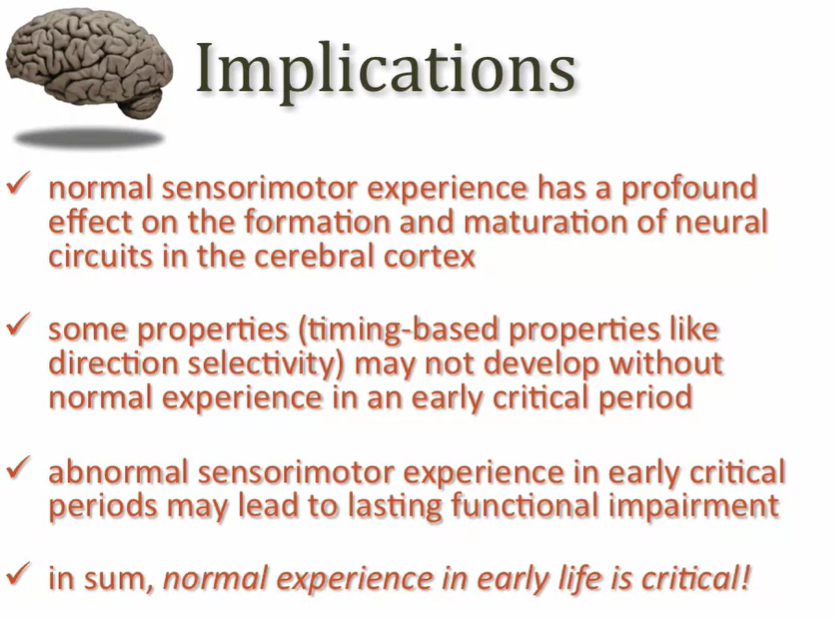 Implications
✓ normal sensorimotor experience has a profound
effect on the formation and maturation of neural
circuits in the cerebral cortex
✓ some properties (timing-based properties like
direction selectivity) may not develop without
normal experience in an early critical period
✓ abnormal sensorimotor experience in early critical
periods may lead to lasting functional impairment
✓ in sum, normal experience in early life is critical!